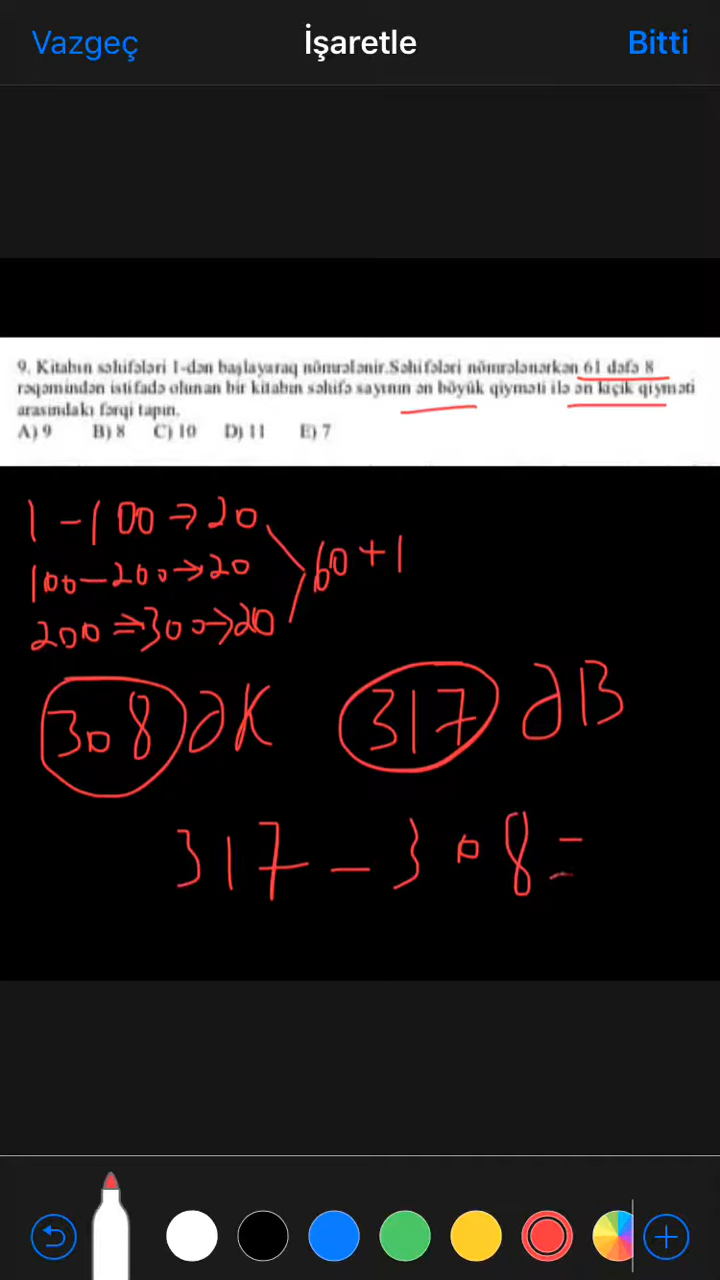 Vazgeç İşaretle Bitti
9. Kitabın səhifələri 1-dən başlayaraq nömrələnir.Səhifələri nömrələnərkən 61 dəfə 8
rəqəmindən istifadə olunan bir kitabın səhifə sayının ən böyük qiyməti ilə ən kiçik qiyməti
arasındakı fərqi tapın.
A) 9 B) 8 C) 10 D) 11 E) 7
1 - 100 → 20
100 - 200 → 20 60 + 1
200 = 300 → 20
308 ƏK 317 ƏB
317 - 308 =